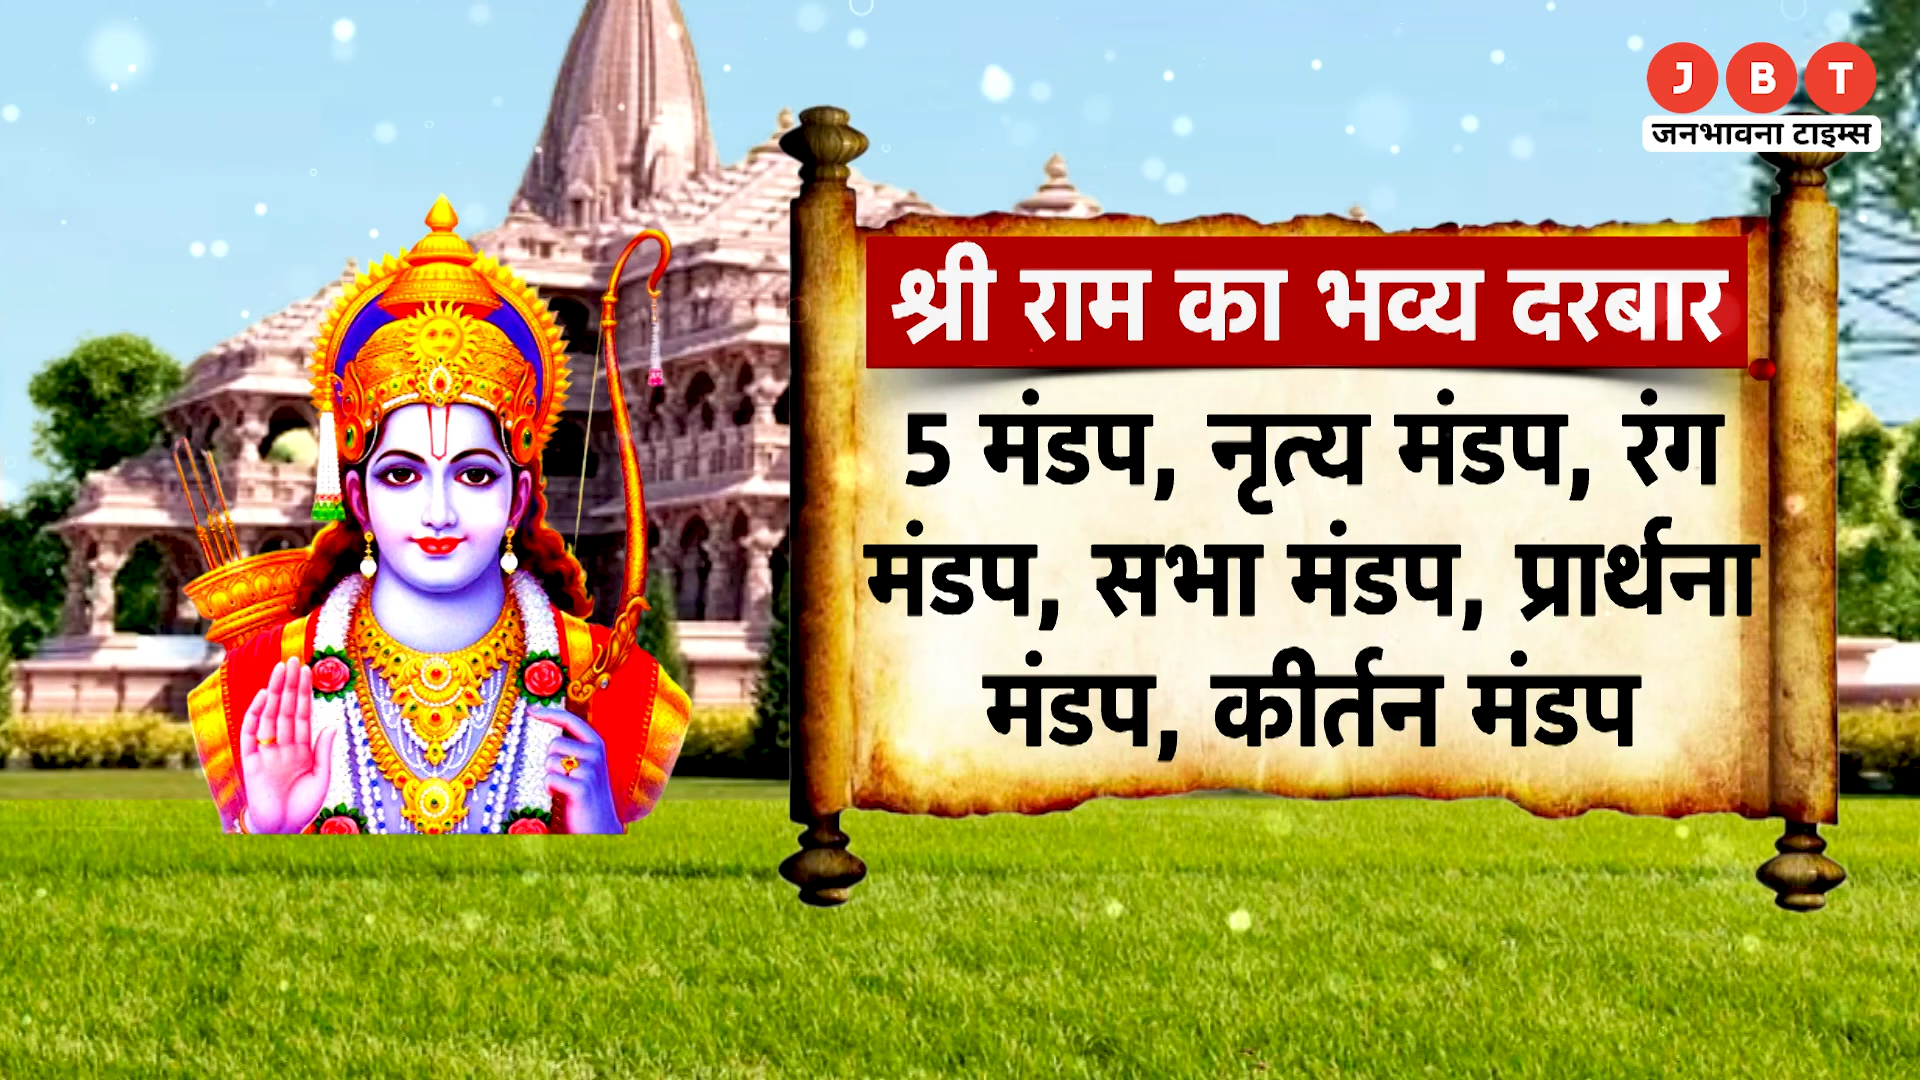 J B T
जनभावना टाइम्स
श्री राम का भव्य दरबार
5 मंडप, नृत्य मंडप, रंग
मंडप, सभा मंडप, प्रार्थना
मंडप, कीर्तन मंडप